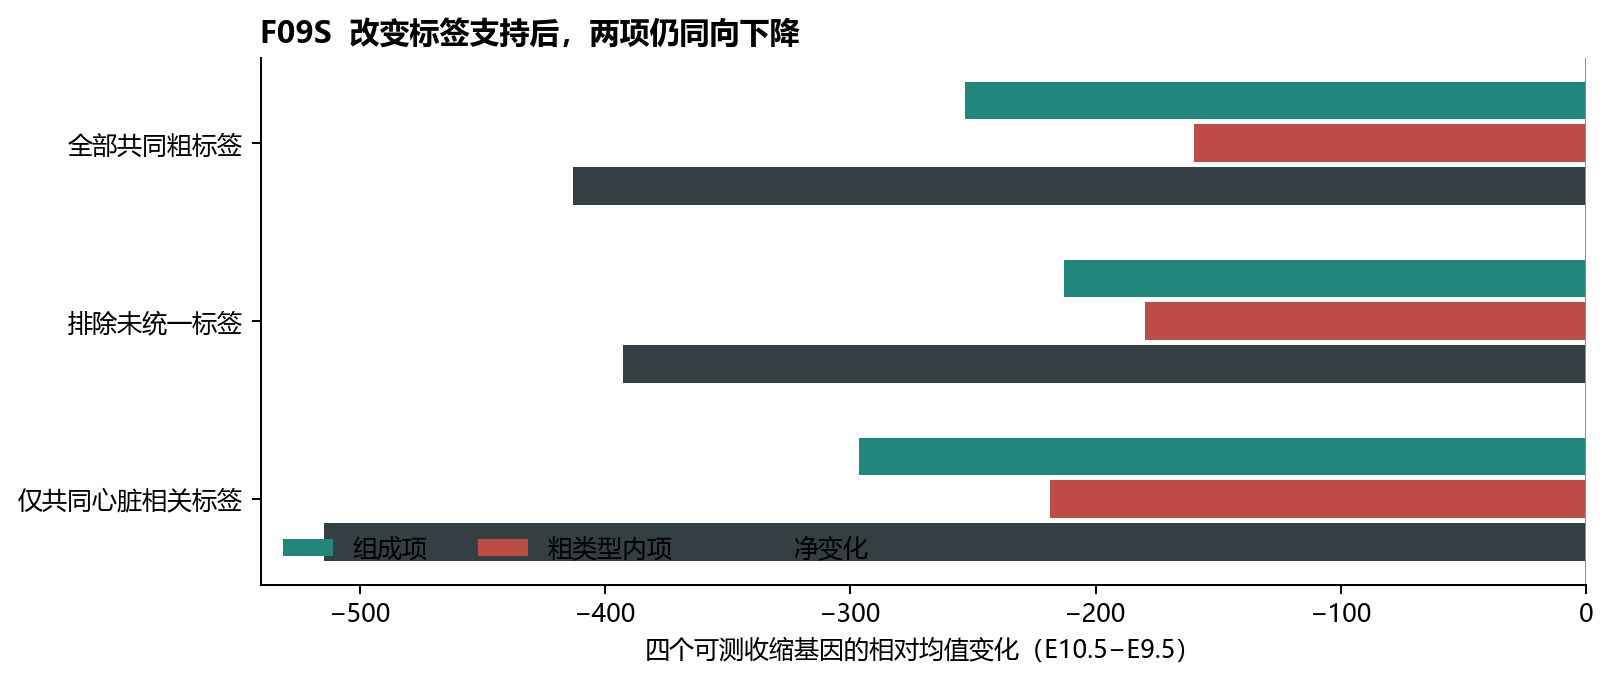 F09S 改变标签支持后，两项仍同向下降
全部共同粗标签
排除未统一标签
仅共同心脏相关标签
组成项 粗类型内项 净变化
−500 −400 −300 −200 −100 0
四个可测收缩基因的相对均值变化（E10.5−E9.5）